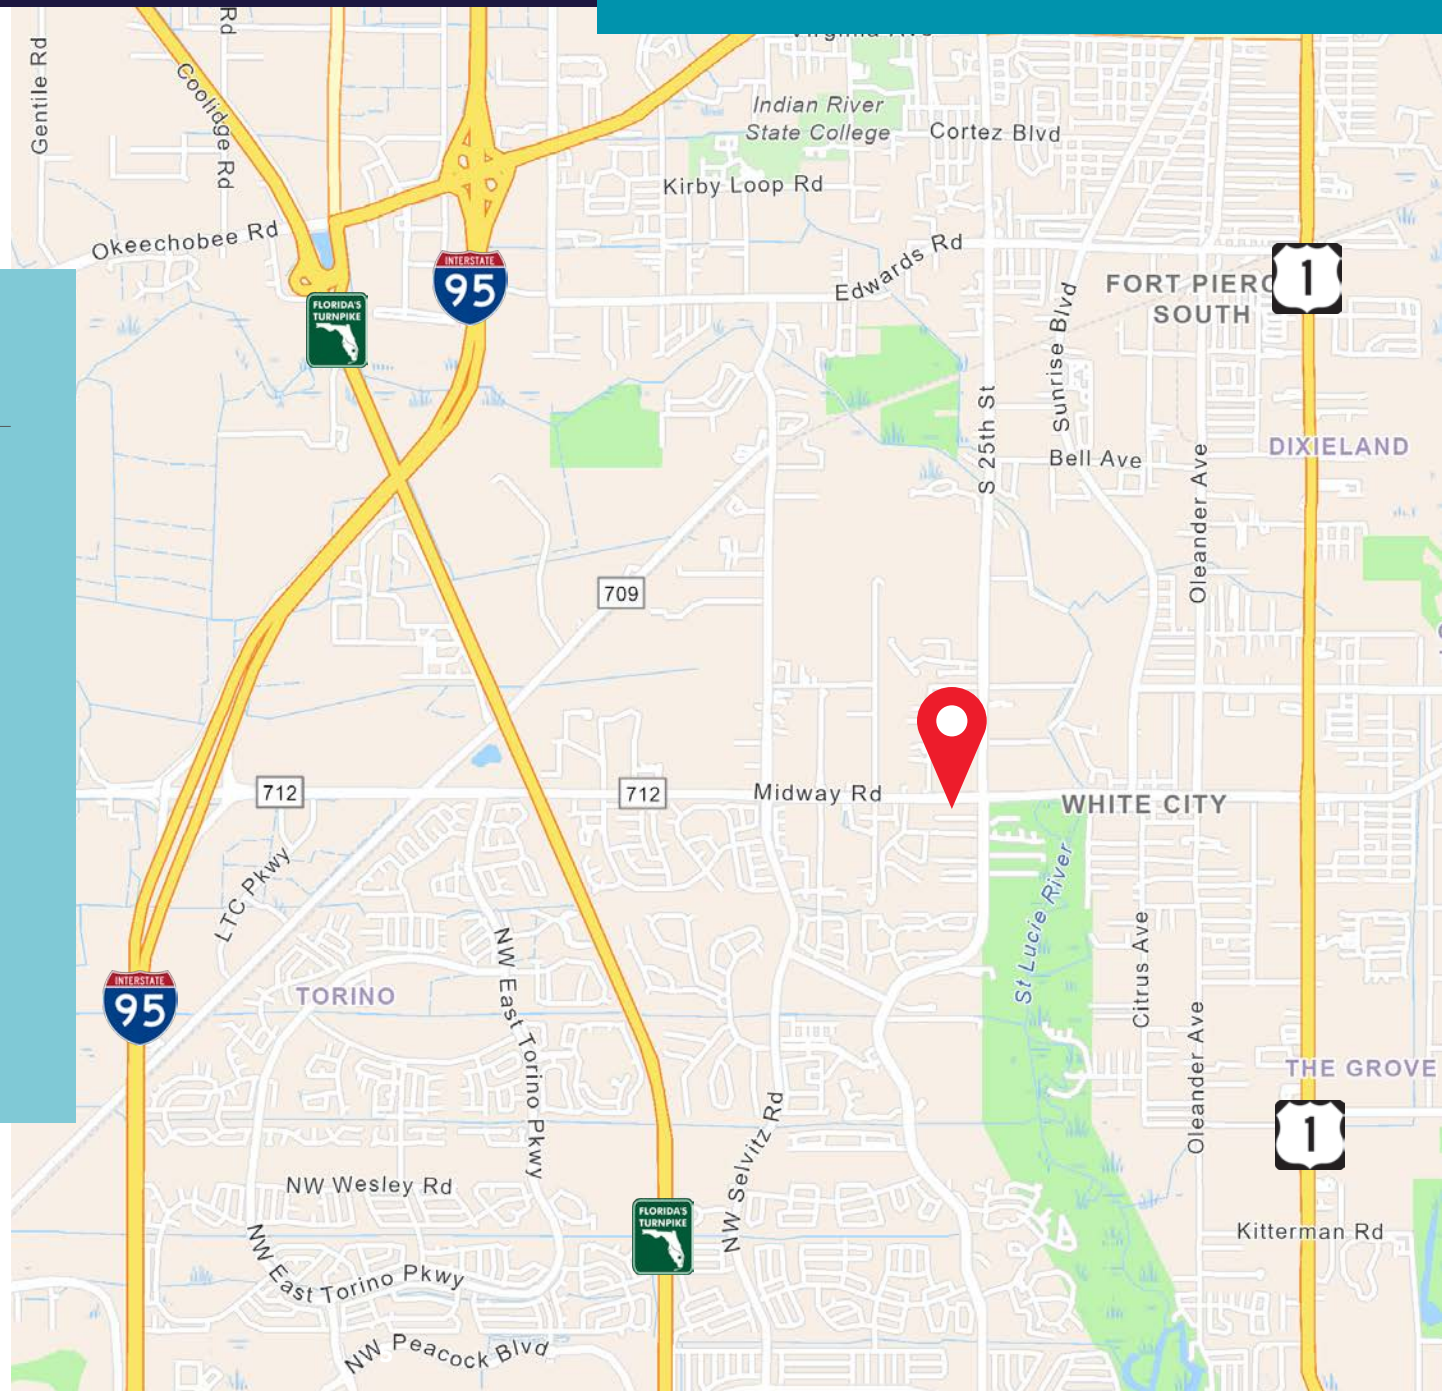 Rd
Virginia Ave
Gentile Rd
Coolidge Rd
Indian River
State College
Cortez Blvd
Kirby Loop Rd
Okeechobee Rd
Edwards Rd
INTERSTATE
95
FLORIDA'S
TURNPIKE
FORT PIERC
SOUTH
1
Sunrise Blvd
S 25th St
Bell Ave
DIXIELAND
Oleander Ave
709
712
712
Midway Rd
WHITE CITY
LTC Pkwy
St Lucie River
Citrus Ave
NW East Torino Pkwy
INTERSTATE
95
TORINO
Oleander Ave
THE GROVE
1
NW Selvitz Rd
NW Wesley Rd
FLORIDA'S
TURNPIKE
Kitterman Rd
NW East Torino Pkwy
NW Peacock Blvd